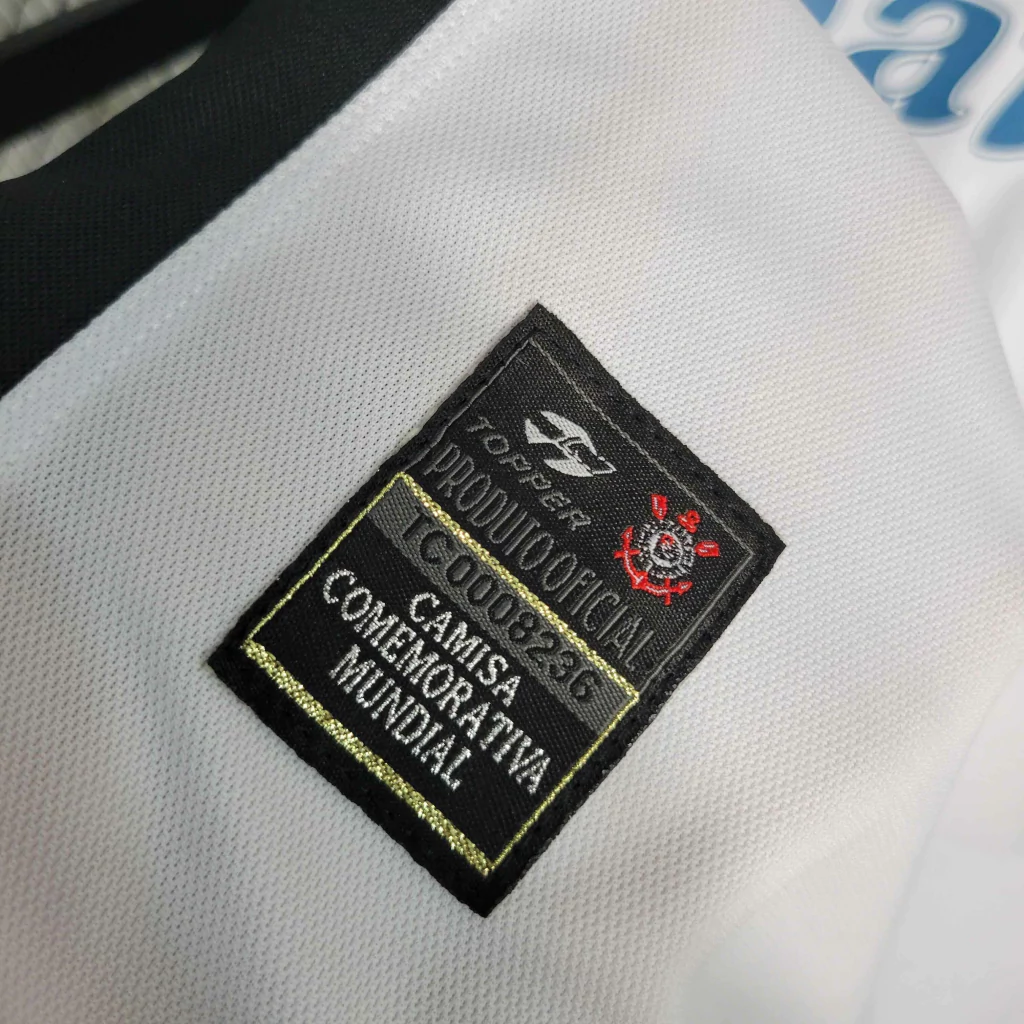 TOPPER
PRODUTO OFICIAL
TC0008236
CAMISA
COMEMORATIVA
MUNDIAL